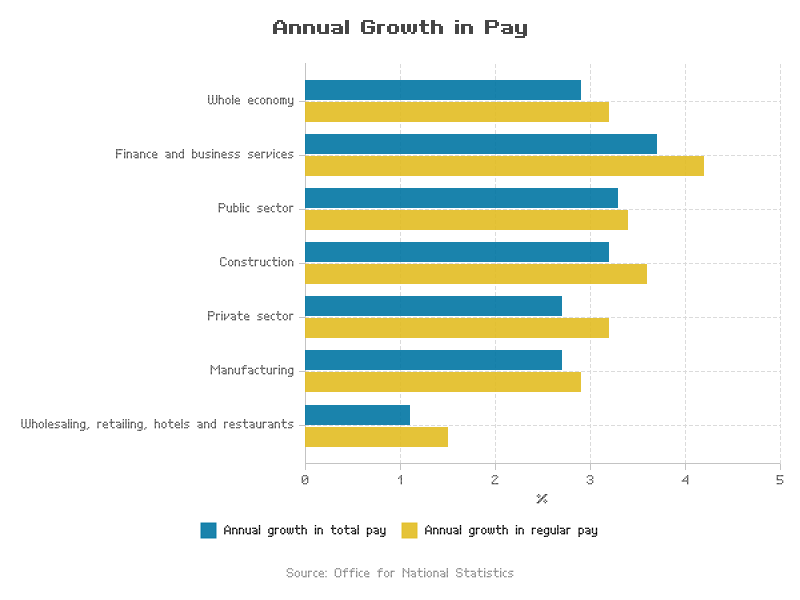 Annual Growth in Pay
Whole economy
Finance and business services
Public sector
Construction
Private sector
Manufacturing
Wholesaling, retailing, hotels and restaurants
0 1 2 3 4 5
%
Annual growth in total pay Annual growth in regular pay
Source: Office for National Statistics